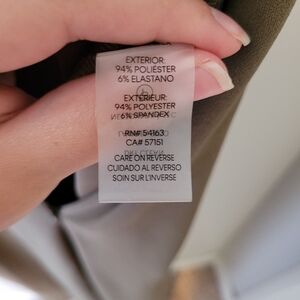 EXTERIOR:
94% POLIÉSTER
6% ELASTANO
EXTÉRIEUR:
94% POLYESTER
6% SPANDEX
RN# 54163
CA# 57151
CARE ON REVERSE
CUIDADO AL REVERSO
SOIN SUR L'INVERSE